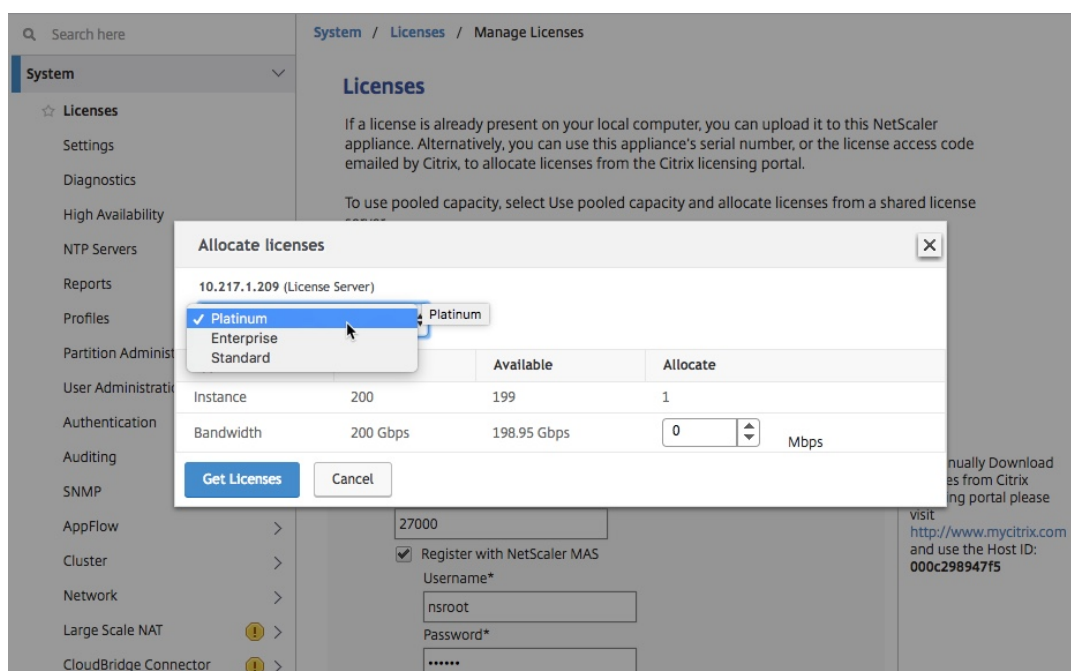 Search here
System / Licenses / Manage Licenses
System
Licenses
Licenses
If a license is already present on your local computer, you can upload it to this NetScaler
appliance. Alternatively, you can use this appliance's serial number, or the license access code
emailed by Citrix, to allocate licenses from the Citrix licensing portal.
To use pooled capacity, select Use pooled capacity and allocate licenses from a shared license
Settings
Diagnostics
High Availability
NTP Servers
Reports
Profiles
Partition Administ
User Administratio
Authentication
Auditing
SNMP
AppFlow
Cluster
Network
Large Scale NAT
CloudBridge Connector
Allocate licenses
10.217.1.209 (License Server)
Platinum
Platinum
Enterprise
Standard
Available Allocate
Instance 200 199 1
Bandwidth 200 Gbps 198.95 Gbps 0 Mbps
Get Licenses Cancel
nually Download
es from Citrix
ing portal please
visit
http://www.mycitrix.com
and use the Host ID:
000c298947f5
27000
Register with NetScaler MAS
Username*
nsroot
Password*
••••••